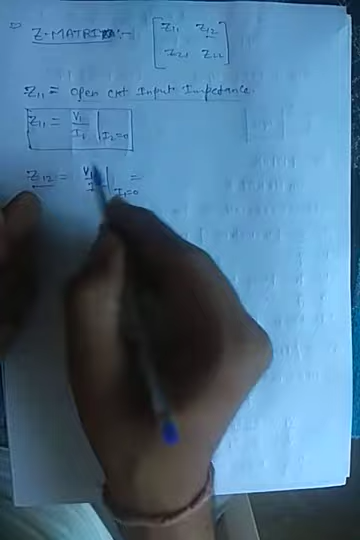 Z-MATRIX:-
[Z11 Z12
Z21 Z22]
Z11 = open ckt Input Impedance.
Z11 = V1/I1 | I2=0
Z12 = V1/I | I1=0 =